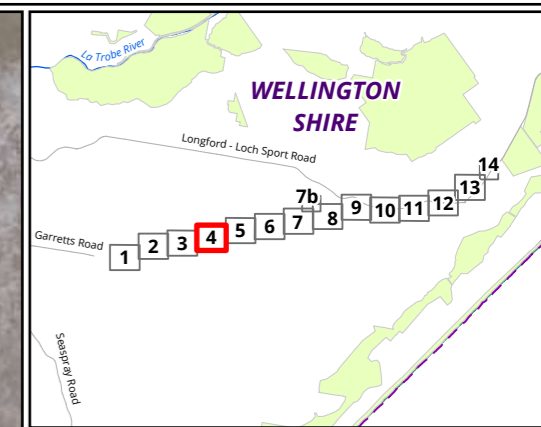 La Trobe River
WELLINGTON
SHIRE
Longford - Loch Sport Road
14
13
7b
12
11
10
9
8
7
6
5
4
3
2
1
Garretts Road
Seaspray Road